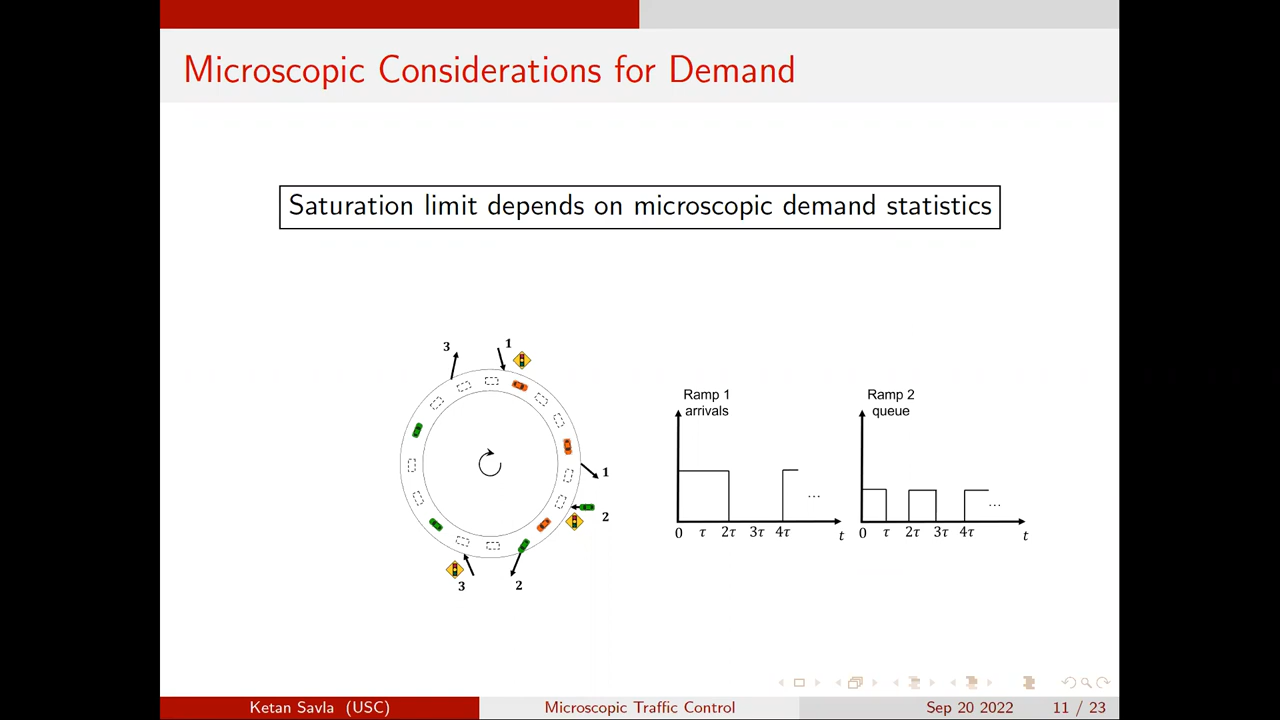 Microscopic Considerations for Demand
Saturation limit depends on microscopic demand statistics
3
1
1
2
2
3
Ramp 1
arrivals
...
0 τ 2τ 3τ 4τ t
Ramp 2
queue
...
0 τ 2τ 3τ 4τ t
Ketan Savla (USC) Microscopic Traffic Control Sep 20 2022 11 / 23